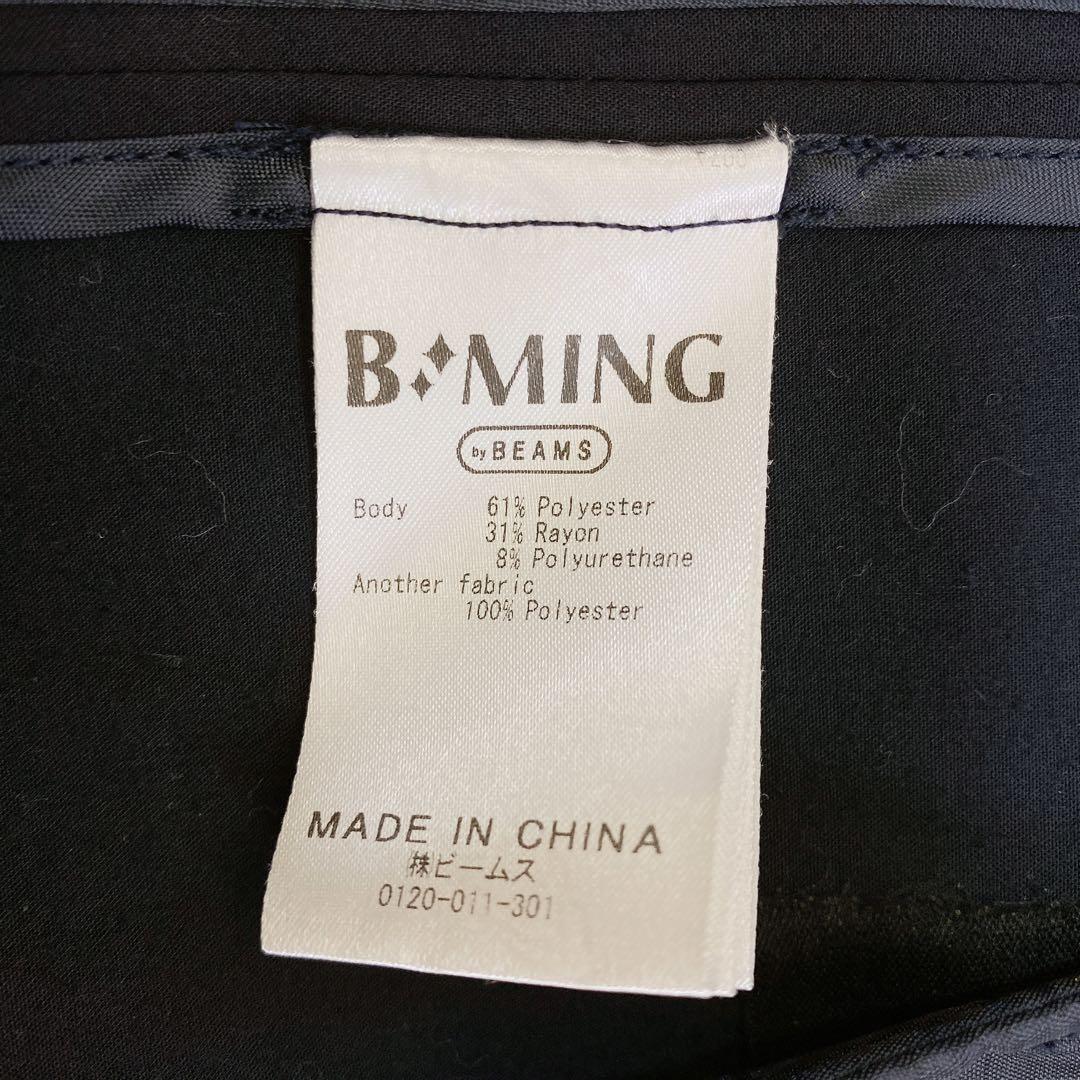 B MING
by BEAMS
Body 61% Polyester
31% Rayon
8% Polyurethane
Another fabric
100% Polyester
MADE IN CHINA
㈱ビームス
0120-011-301